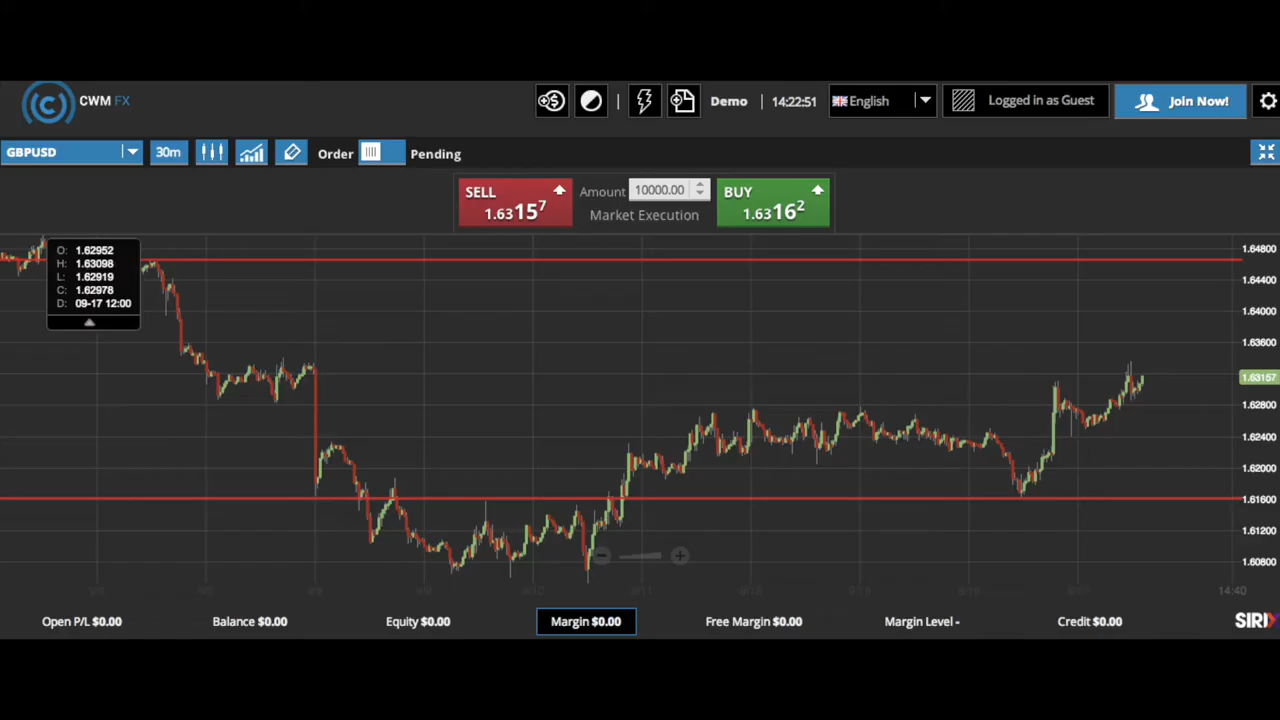 CWM FX
Demo
14:22:51
English
Logged in as Guest
Join Now!
GBPUSD
30m
Order
Pending
SELL
1.63157
Amount 10000.00
Market Execution
BUY
1.63162
O: 1.62952
H: 1.63098
L: 1.62919
C: 1.62978
D: 09-17 12:00
1.64800
1.64400
1.64000
1.63600
1.63157
1.62800
1.62400
1.62000
1.61600
1.61200
1.60800
14:40
Open P/L $0.00
Balance $0.00
Equity $0.00
Margin $0.00
Free Margin $0.00
Margin Level -
Credit $0.00
SIRIX